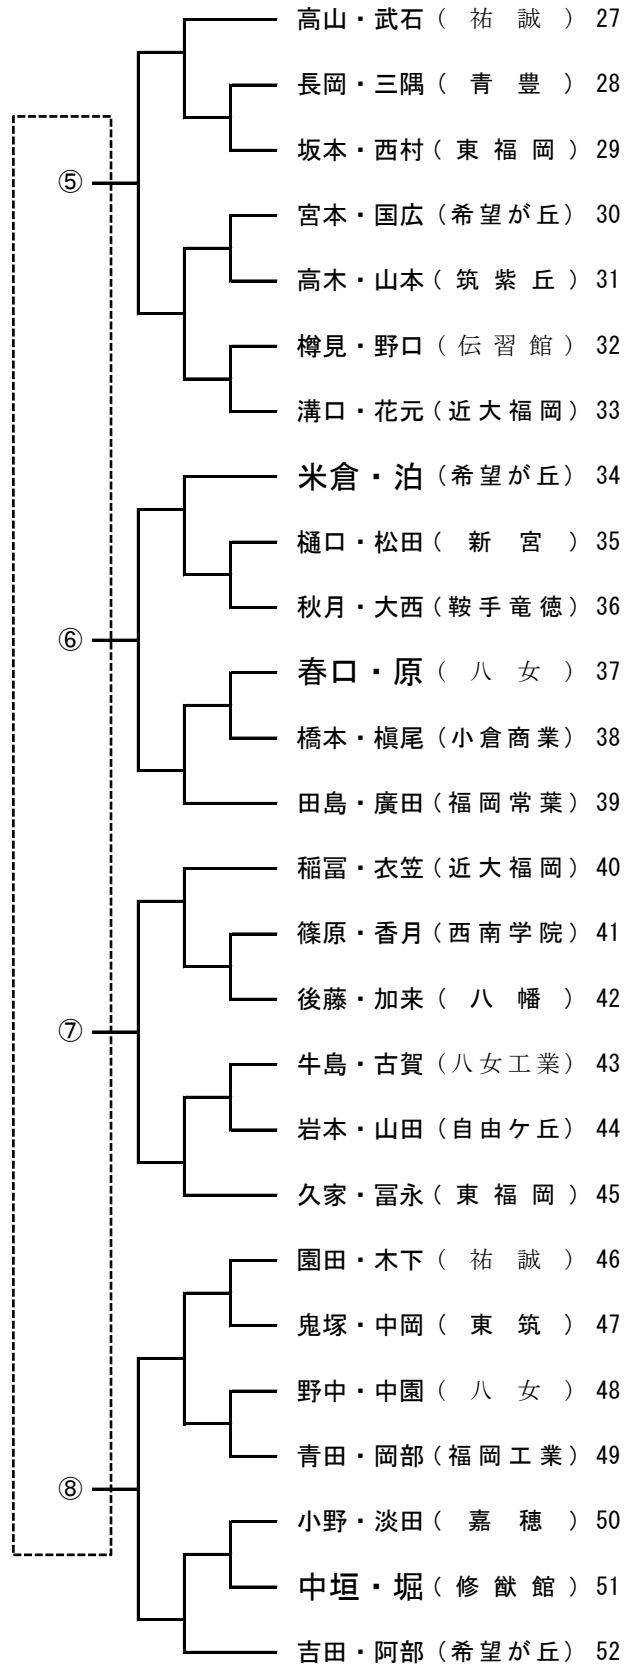 高山・武石（祐誠）27
長岡・三隅（青豊）28
坂本・西村（東福岡）29
⑤
宮本・国広（希望が丘）30
高木・山本（筑紫丘）31
樽見・野口（伝習館）32
溝口・花元（近大福岡）33
米倉・泊（希望が丘）34
樋口・松田（新宮）35
秋月・大西（鞍手竜徳）36
⑥
春口・原（八女）37
橋本・槇尾（小倉商業）38
田島・廣田（福岡常葉）39
稲冨・衣笠（近大福岡）40
篠原・香月（西南学院）41
後藤・加来（八幡）42
⑦
牛島・古賀（八女工業）43
岩本・山田（自由ケ丘）44
久家・冨永（東福岡）45
園田・木下（祐誠）46
鬼塚・中岡（東筑）47
野中・中園（八女）48
青田・岡部（福岡工業）49
⑧
小野・淡田（嘉穂）50
中垣・堀（修猷館）51
吉田・阿部（希望が丘）52